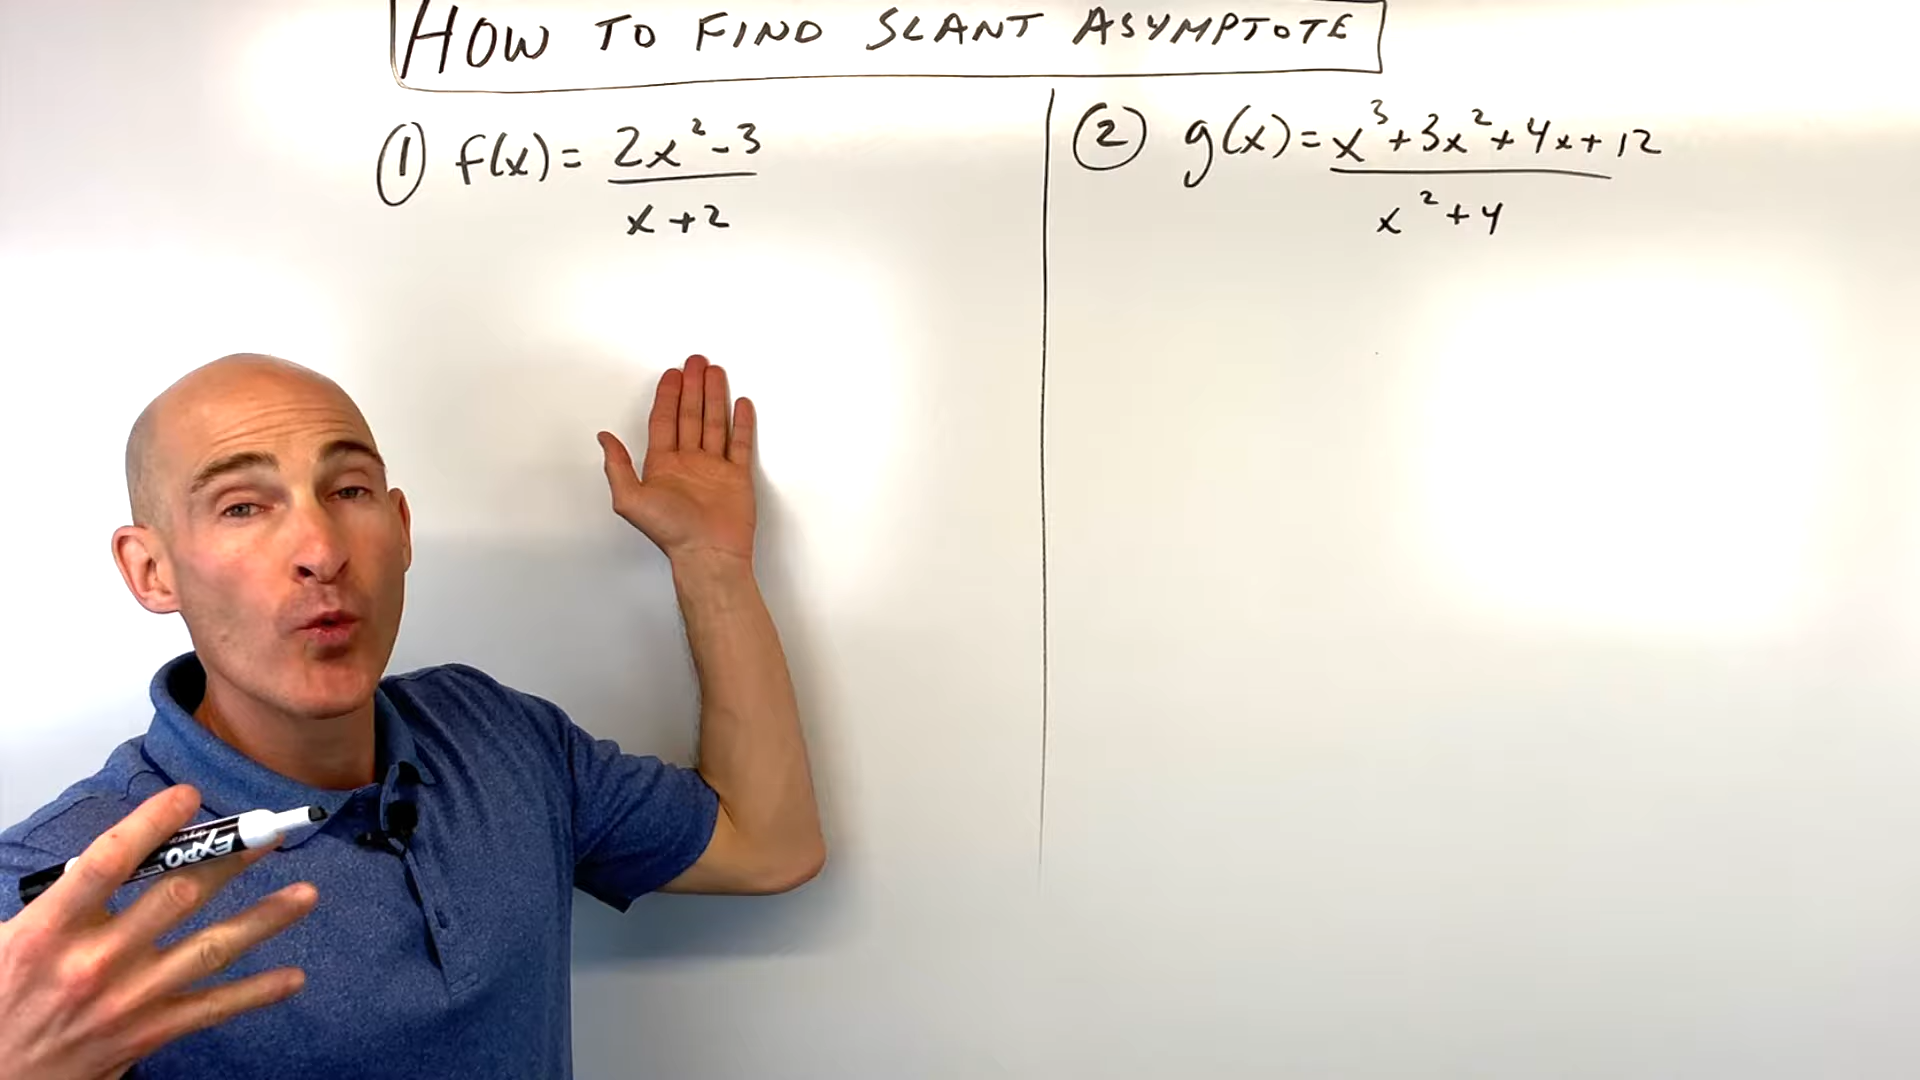 HOW TO FIND SLANT ASYMPTOTE
① f(x) = (2x² - 3)/(x + 2)
② g(x) = (x³ + 3x² + 4x + 12)/(x² + 4)
EXPO